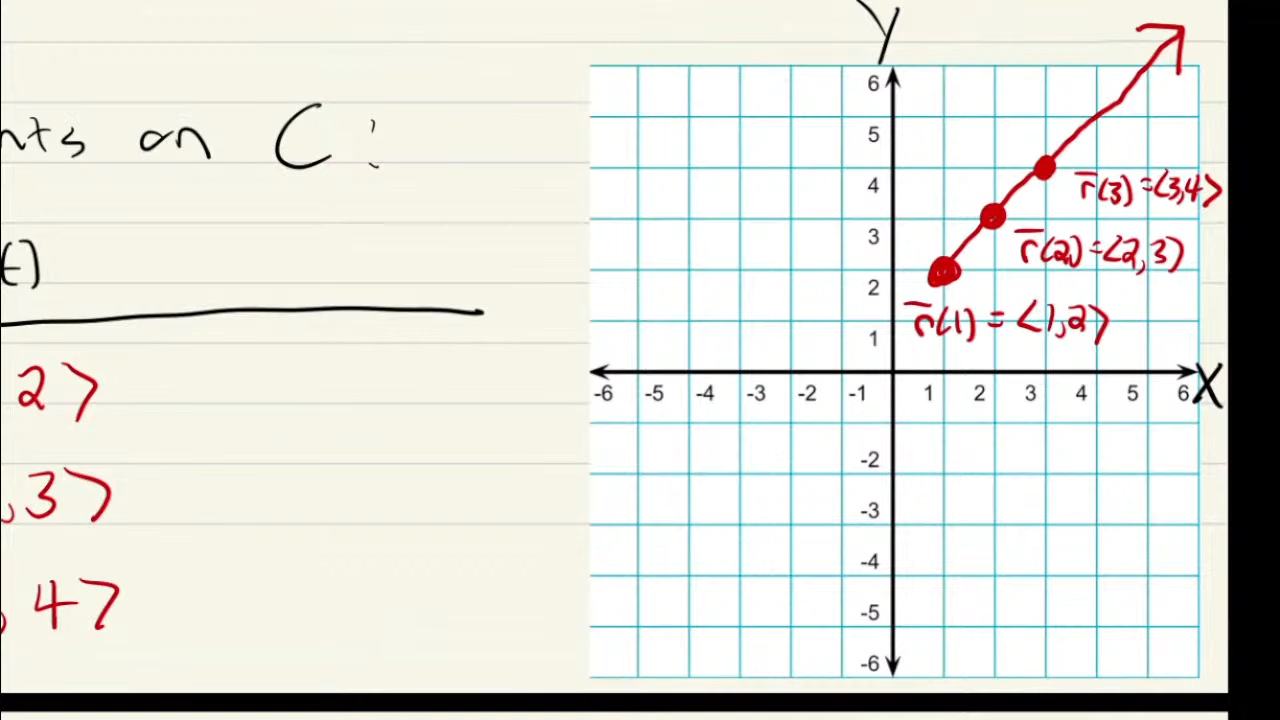 nts on C:
t)
2⟩
,3⟩
, 4⟩
Y
6
5
4
3
2
1
r̅(3) = ⟨3,4⟩
r̅(2) = ⟨2,3⟩
r̅(1) = ⟨1,2⟩
-6 -5 -4 -3 -2 -1 1 2 3 4 5 6 X
-2
-3
-4
-5
-6